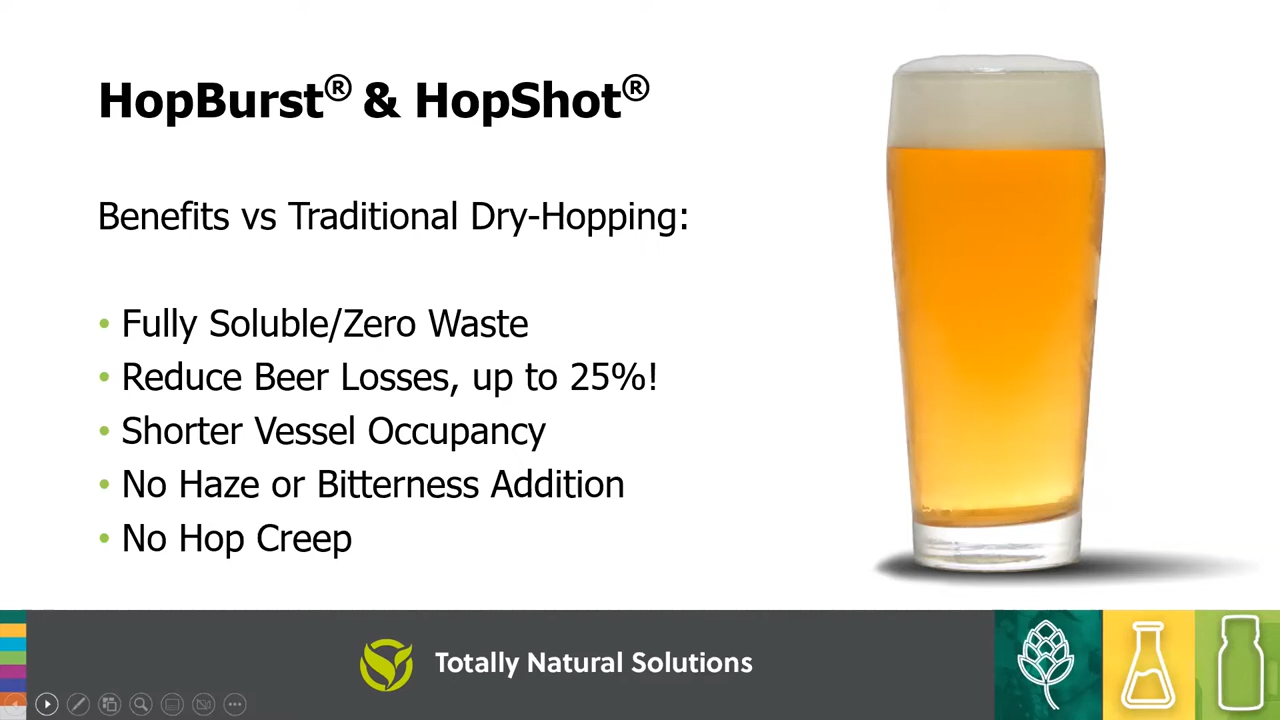 HopBurst® & HopShot®
Benefits vs Traditional Dry-Hopping:
• Fully Soluble/Zero Waste
• Reduce Beer Losses, up to 25%!
• Shorter Vessel Occupancy
• No Haze or Bitterness Addition
• No Hop Creep
Totally Natural Solutions